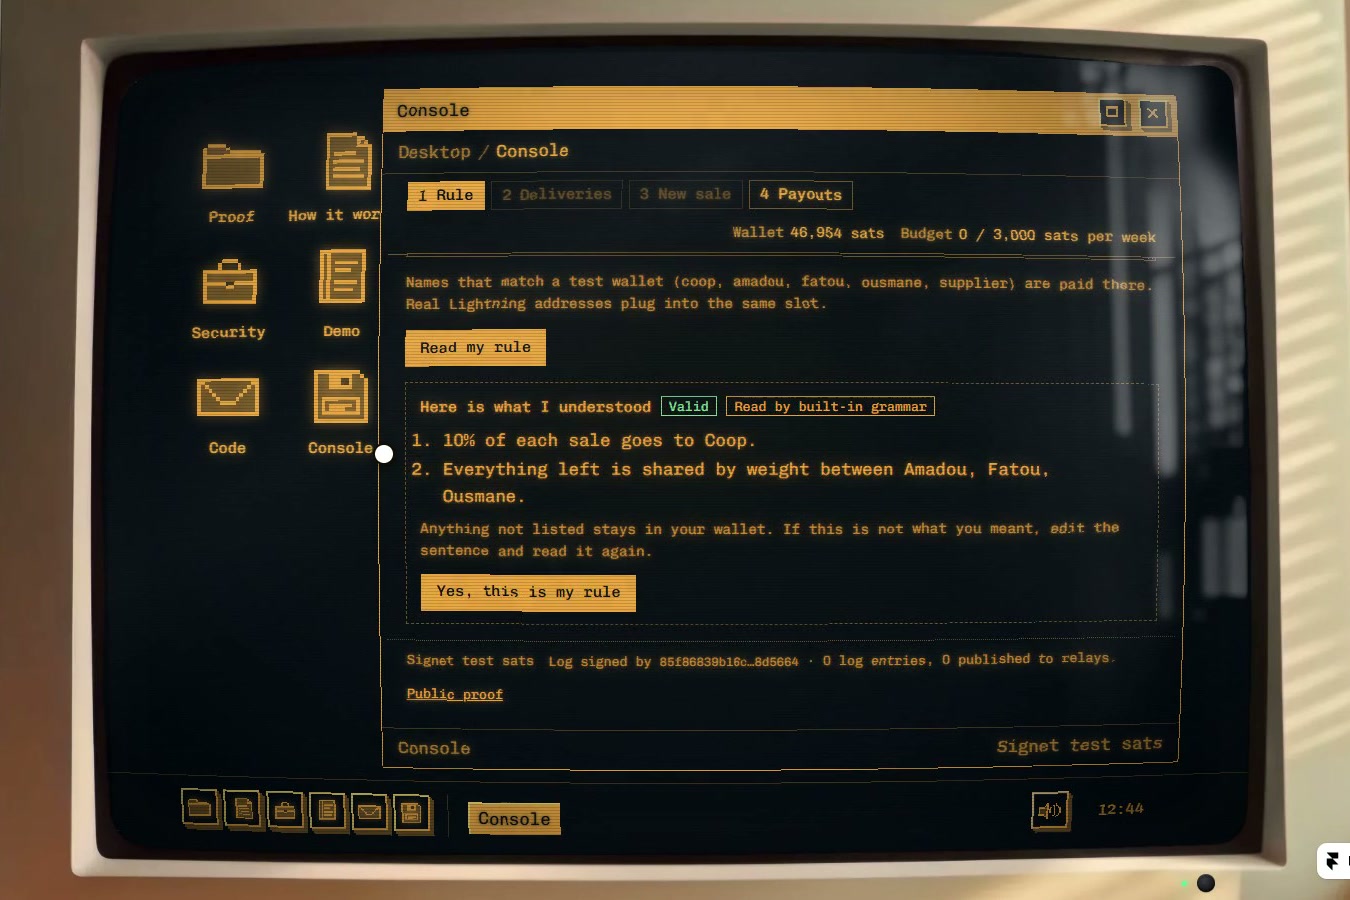 Console
Desktop / Console
1 Rule 2 Deliveries 3 New sale 4 Payouts
Wallet 46,954 sats Budget 0 / 3,000 sats per week
Names that match a test wallet (coop, amadou, fatou, ousmane, supplier) are paid there.
Real Lightning addresses plug into the same slot.
Read my rule
Here is what I understood Valid Read by built-in grammar
1. 10% of each sale goes to Coop.
2. Everything left is shared by weight between Amadou, Fatou,
Ousmane.
Anything not listed stays in your wallet. If this is not what you meant, edit the
sentence and read it again.
Yes, this is my rule
Signet test sats Log signed by 85f86839b16c…8d5664 · 0 log entries, 0 published to relays.
Public proof
Console Signet test sats
Proof
How it wor
Security
Demo
Code
Console
Console
12:44